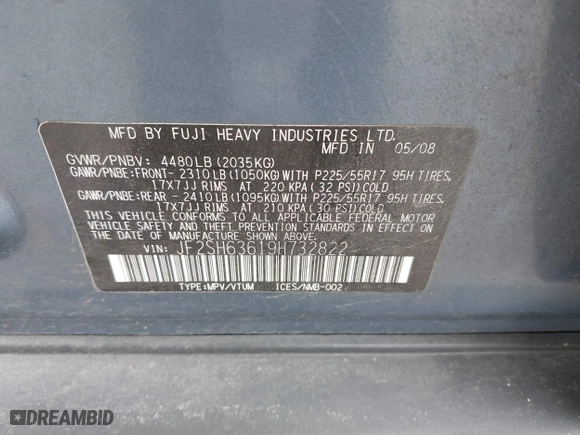 MFD BY FUJI HEAVY INDUSTRIES LTD.
MFD IN 05/08
GVWR/PNBV: 4480LB(2035KG)
GAWR/PNBE:FRONT- 2310LB(1050KG)WITH P225/55R17 95H TIRES,
17X7JJ RIMS AT 220 KPA(32 PSI)COLD
GAWR/PNBE:REAR - 2410LB(1095KG)WITH P225/55R17 95H TIRES,
17X7JJ RIMS AT 210 KPA(30 PSI)COLD
THIS VEHICLE CONFORMS TO ALL APPLICABLE FEDERAL MOTOR
VEHICLE SAFETY AND THEFT PREVENTION STANDARDS IN EFFECT
ON THE DATE OF MANUFACTURE SHOWN ABOVE.
VIN: JF2SH63619H732822
TYPE:MPV/VTUM ICES/NMB-002
DREAMBID